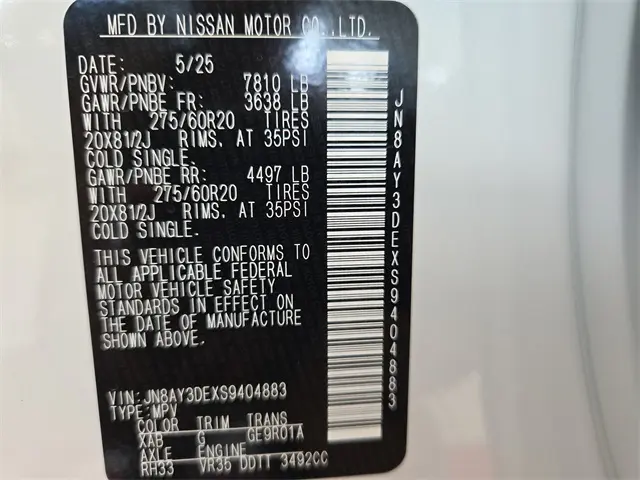 MFD BY NISSAN MOTOR CO.,LTD.
DATE: 5/25
GVWR/PNBV: 7810 LB
GAWR/PNBE FR: 3638 LB
WITH 275/60R20 TIRES
20X81/2J RIMS, AT 35PSI
COLD SINGLE.
GAWR/PNBE RR: 4497 LB
WITH 275/60R20 TIRES
20X81/2J RIMS, AT 35PSI
COLD SINGLE.
THIS VEHICLE CONFORMS TO
ALL APPLICABLE FEDERAL
MOTOR VEHICLE SAFETY
STANDARDS IN EFFECT ON
THE DATE OF MANUFACTURE
SHOWN ABOVE.
VIN:JN8AY3DEXS9404883
TYPE:MPV
COLOR TRIM TRANS
XAB G GE9R01A
AXLE ENGINE
RH33 VR35 DDTT 3492CC
JN8AY3DEXS9404883